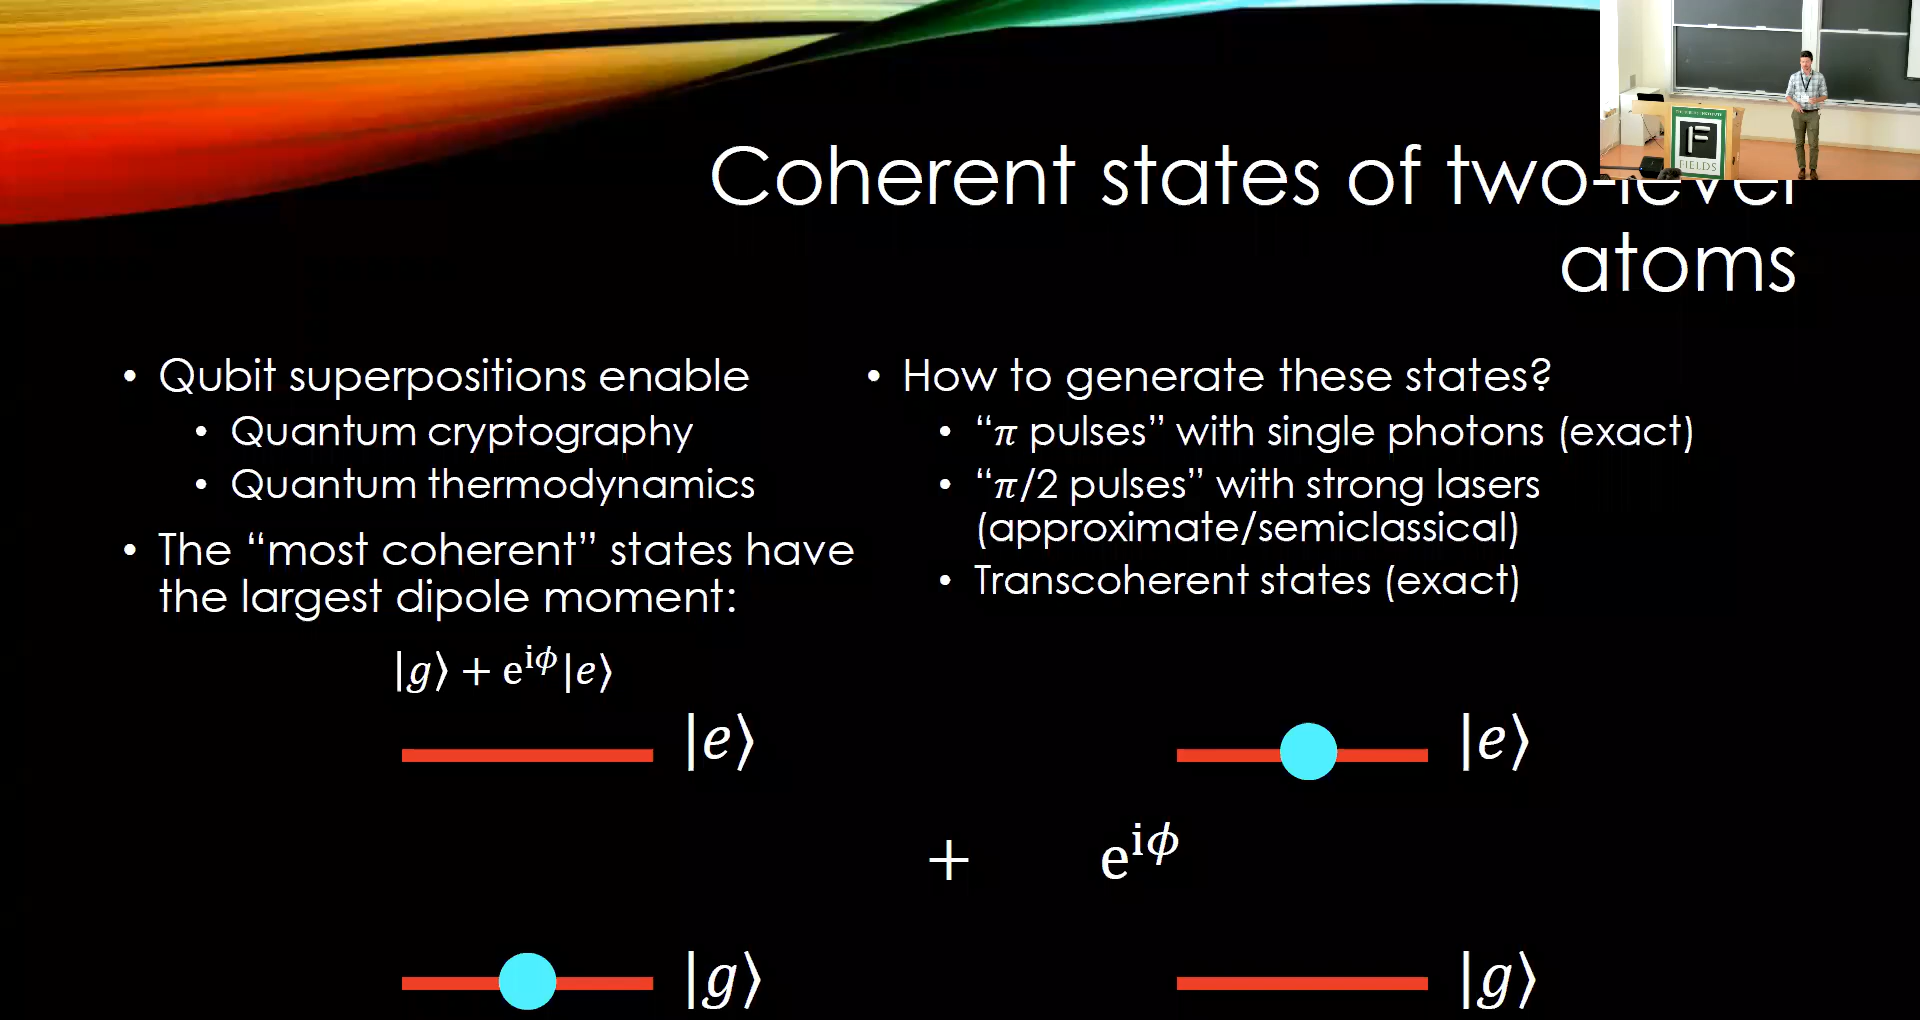 Coherent states of two-level
atoms
• Qubit superpositions enable
• Quantum cryptography
• Quantum thermodynamics
• The “most coherent” states have
the largest dipole moment:
|g⟩ + e^{iϕ}|e⟩
• How to generate these states?
• “π pulses” with single photons (exact)
• “π/2 pulses” with strong lasers
(approximate/semiclassical)
• Transcoherent states (exact)
|e⟩
|e⟩
+ e^{iϕ}
|g⟩
|g⟩
F
FIELDS